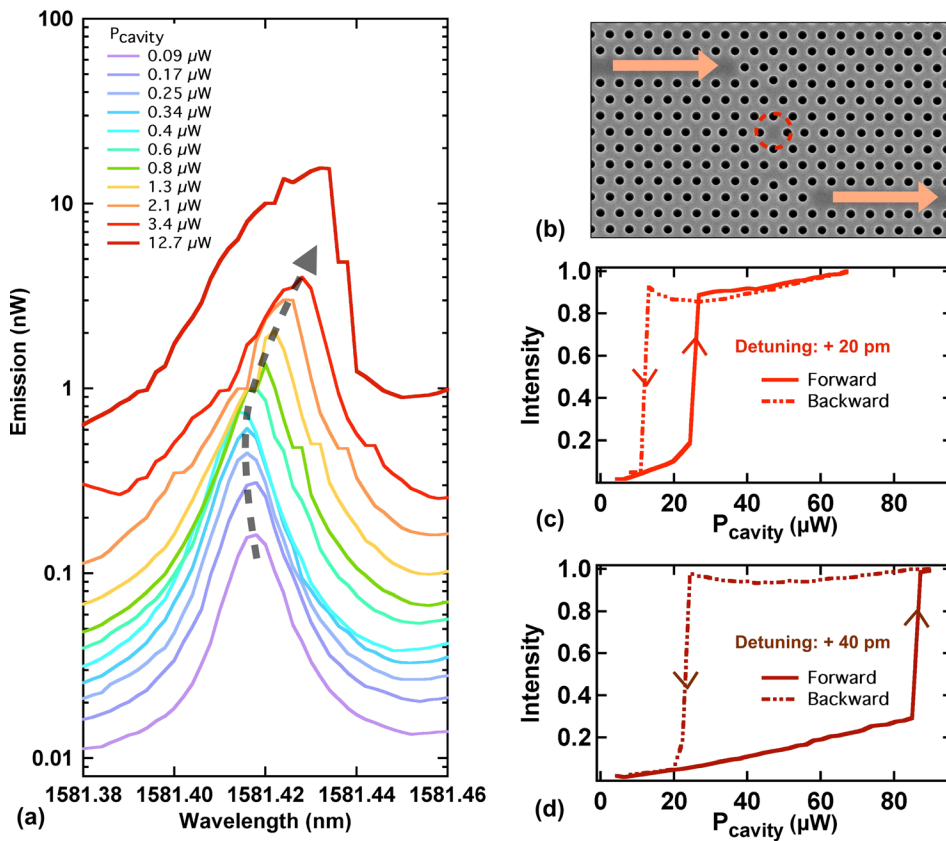 100
10
1
0.1
0.01
Emission (nW)
Pcavity
0.09 µW
0.17 µW
0.25 µW
0.34 µW
0.4 µW
0.6 µW
0.8 µW
1.3 µW
2.1 µW
3.4 µW
12.7 µW
1581.38 1581.40 1581.42 1581.44 1581.46
Wavelength (nm)
(a)
(b)
1.0
0.8
0.6
0.4
0.2
Intensity
Detuning: + 20 pm
Forward
Backward
0 20 40 60 80
Pcavity (µW)
(c)
1.0
0.8
0.6
0.4
0.2
Intensity
Detuning: + 40 pm
Forward
Backward
0 20 40 60 80
Pcavity (µW)
(d)